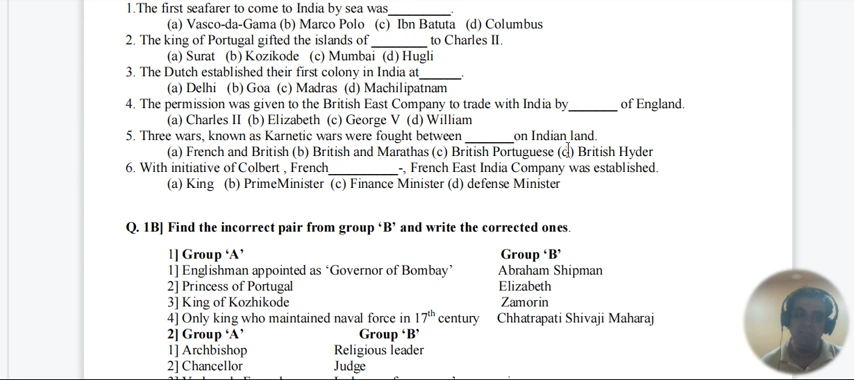 1.The first seafarer to come to India by sea was________.
(a) Vasco-da-Gama (b) Marco Polo (c) Ibn Batuta (d) Columbus
2. The king of Portugal gifted the islands of ________ to Charles II.
(a) Surat (b) Kozikode (c) Mumbai (d) Hugli
3. The Dutch established their first colony in India at______.
(a) Delhi (b) Goa (c) Madras (d) Machilipatnam
4. The permission was given to the British East Company to trade with India by_______ of England.
(a) Charles II (b) Elizabeth (c) George V (d) William
5. Three wars, known as Karnetic wars were fought between _______on Indian land.
(a) French and British (b) British and Marathas (c) British Portuguese (d) British Hyder
6. With initiative of Colbert , French__________-, French East India Company was established.
(a) King (b) PrimeMinister (c) Finance Minister (d) defense Minister
Q. 1B] Find the incorrect pair from group ‘B’ and write the corrected ones.
1] Group ‘A’ Group ‘B’
1] Englishman appointed as ‘Governor of Bombay’ Abraham Shipman
2] Princess of Portugal Elizabeth
3] King of Kozhikode Zamorin
4] Only king who maintained naval force in 17th century Chhatrapati Shivaji Maharaj
2] Group ‘A’ Group ‘B’
1] Archbishop Religious leader
2] Chancellor Judge